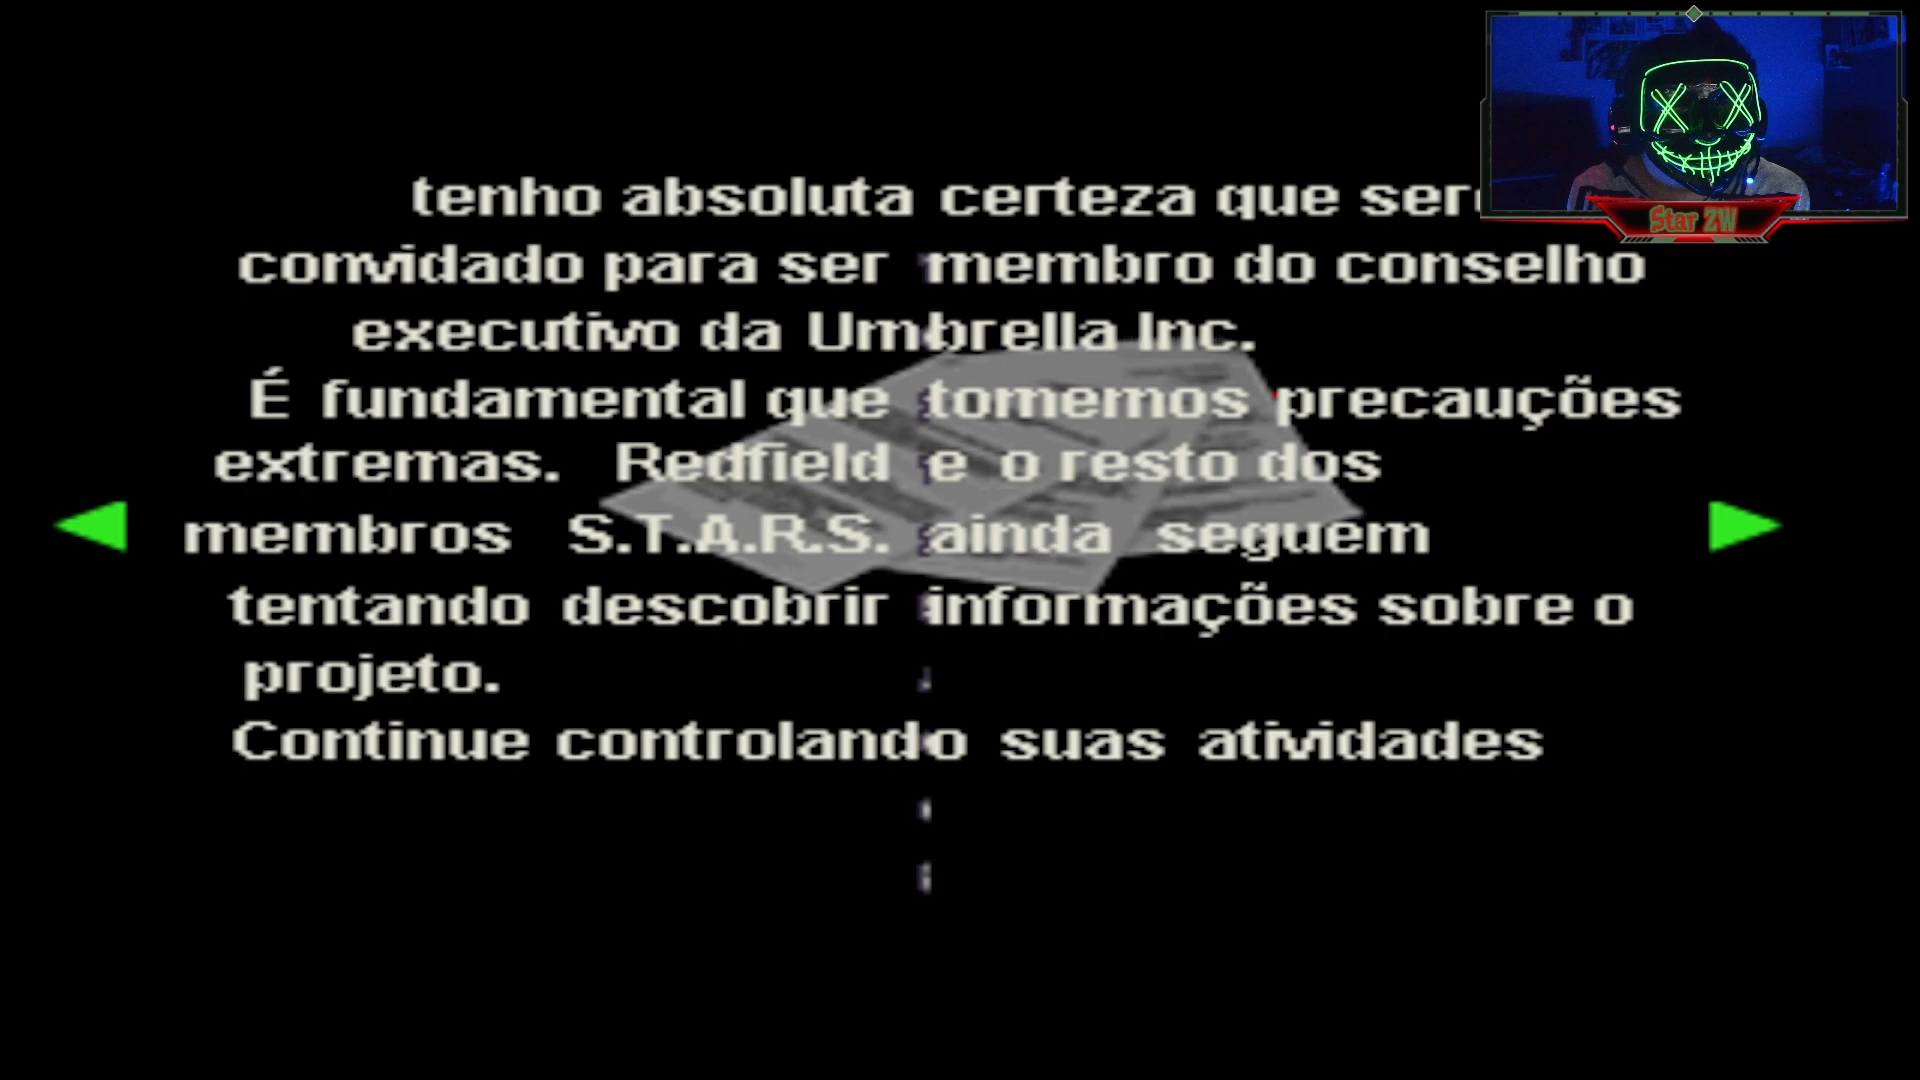 tenho absoluta certeza que
convidado para ser membro do conselho
executivo da Umbrella Inc.
É fundamental que tomemos precauções
extremas. Redfield e o resto dos
membros S.T.A.R.S. ainda seguem
tentando descobrir informações sobre o
projeto.
Continue controlando suas atividades
Star ZW